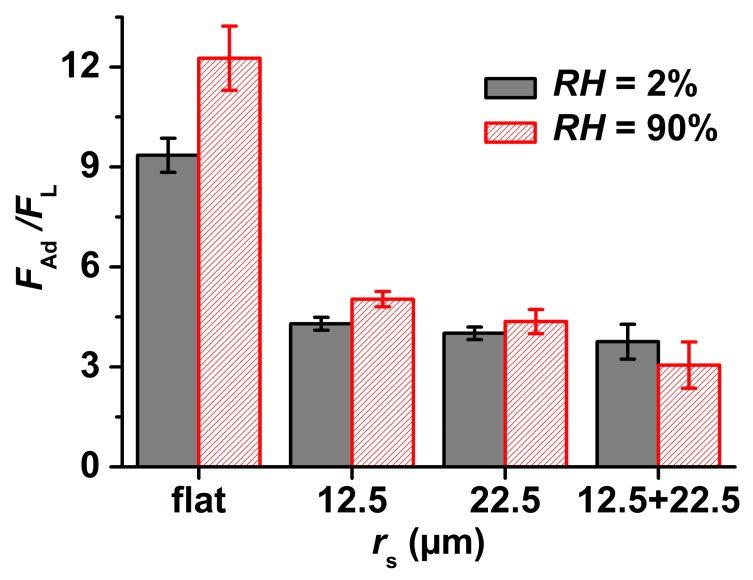 12
9
6
3
0
F_Ad /F_L
RH = 2%
RH = 90%
flat 12.5 22.5 12.5+22.5
r_s (μm)